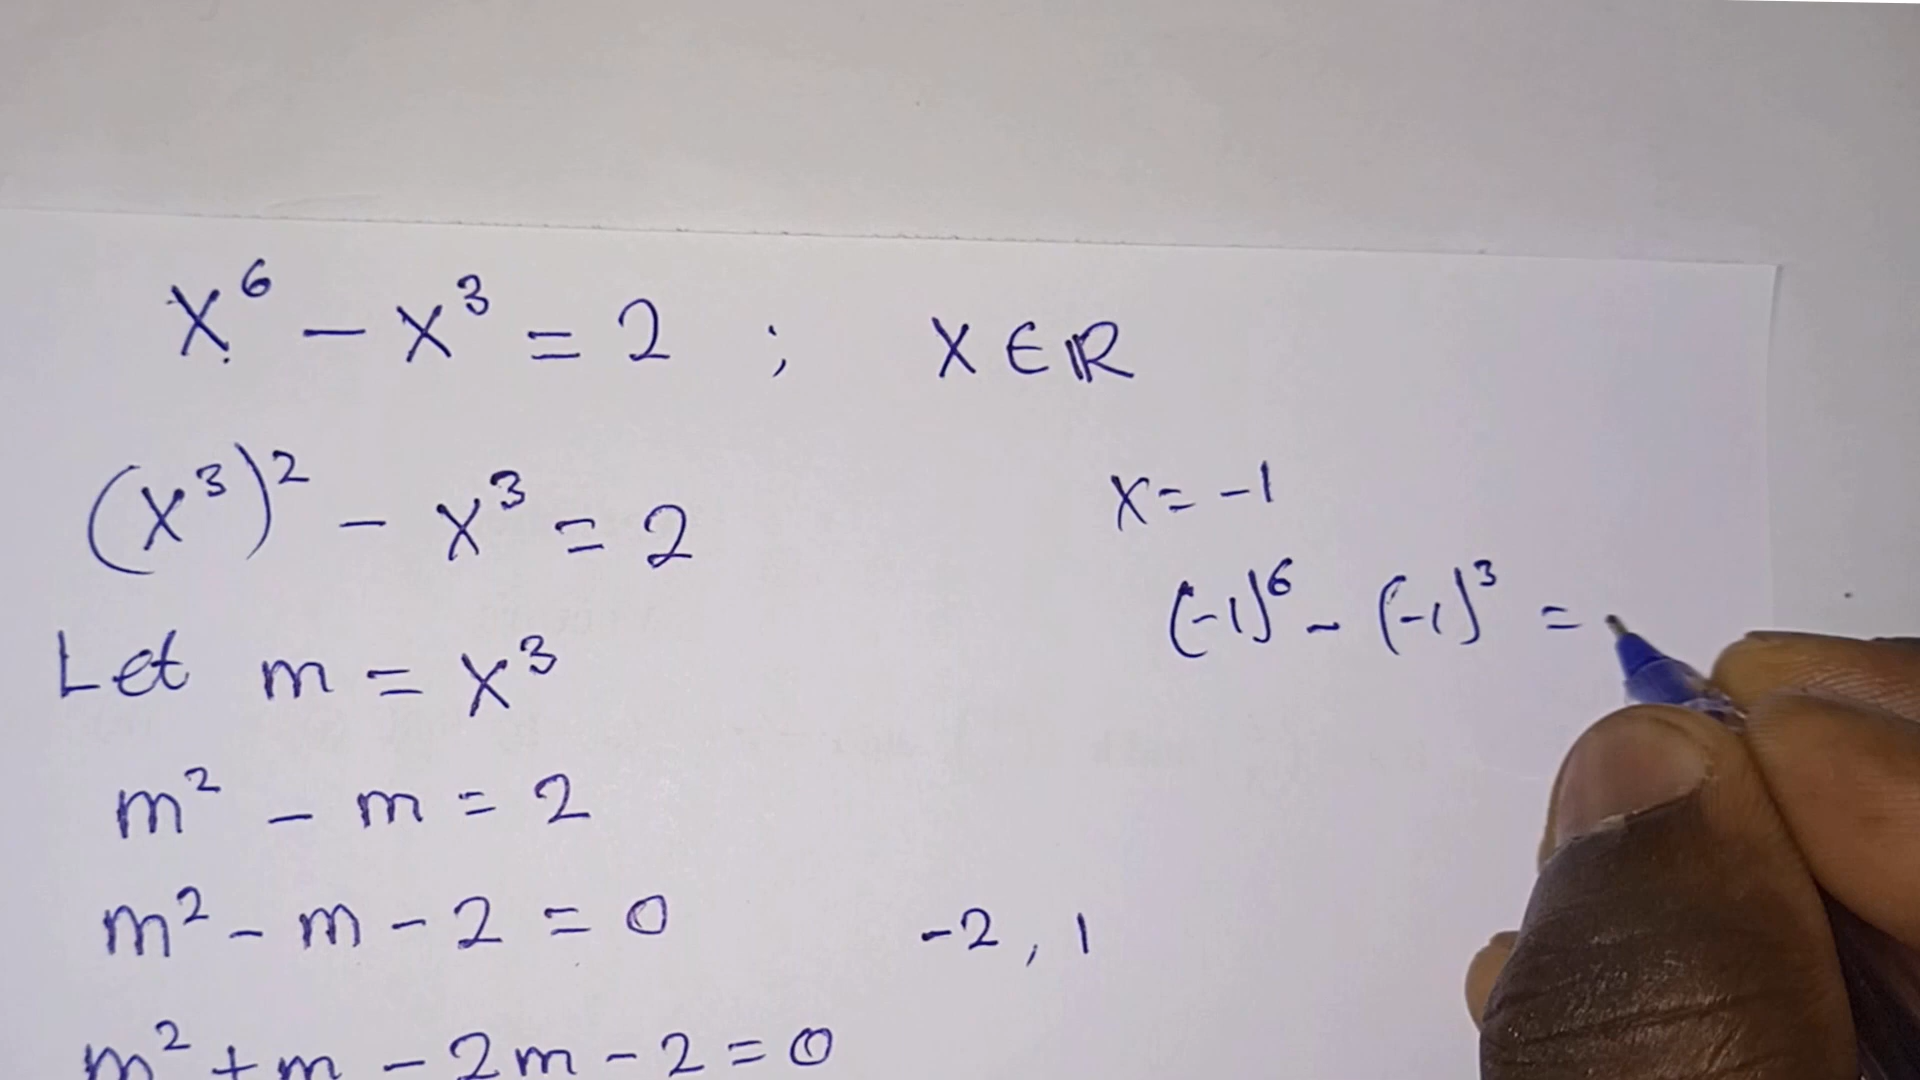 x⁶ - x³ = 2 ; x ∈ ℝ
(x³)² - x³ = 2
Let m = x³
m² - m = 2
m² - m - 2 = 0
m² + m - 2m - 2 = 0
x = -1
(-1)⁶ - (-1)³ =
-2, 1